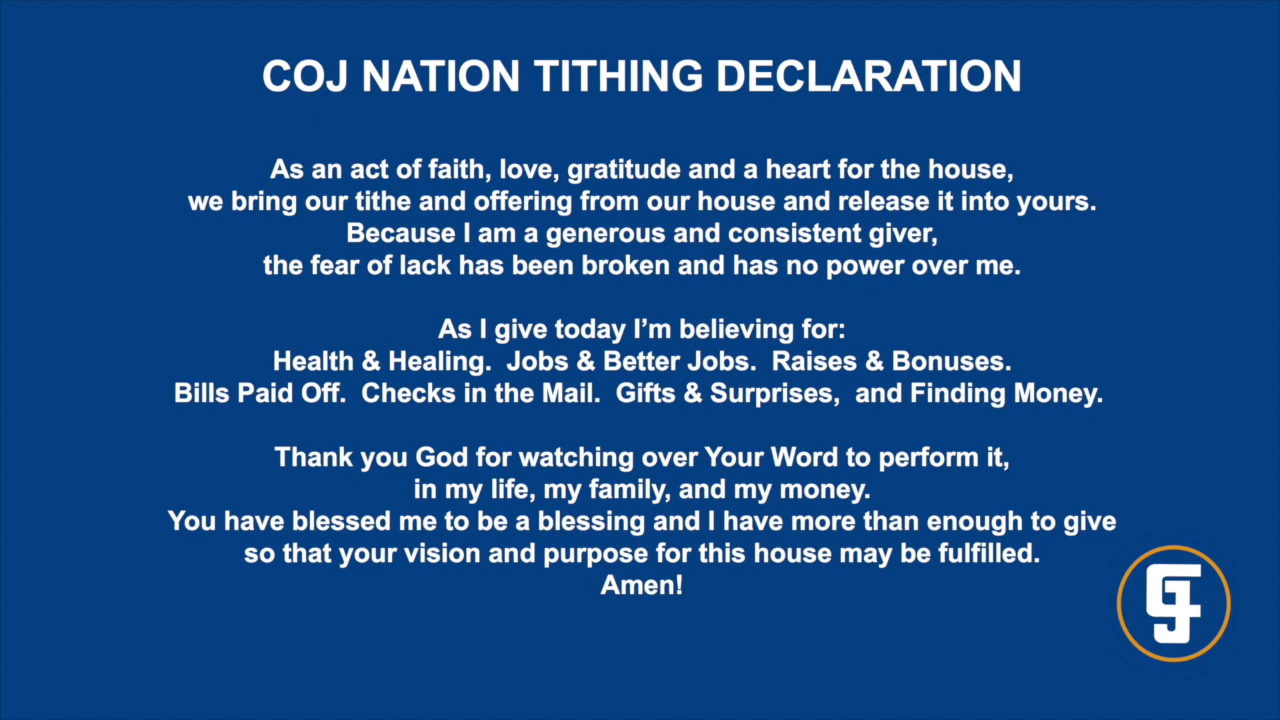 COJ NATION TITHING DECLARATION
As an act of faith, love, gratitude and a heart for the house,
we bring our tithe and offering from our house and release it into yours.
Because I am a generous and consistent giver,
the fear of lack has been broken and has no power over me.
As I give today I’m believing for:
Health & Healing.  Jobs & Better Jobs.  Raises & Bonuses.
Bills Paid Off.  Checks in the Mail.  Gifts & Surprises,  and Finding Money.
Thank you God for watching over Your Word to perform it,
in my life, my family, and my money.
You have blessed me to be a blessing and I have more than enough to give
so that your vision and purpose for this house may be fulfilled.
Amen!